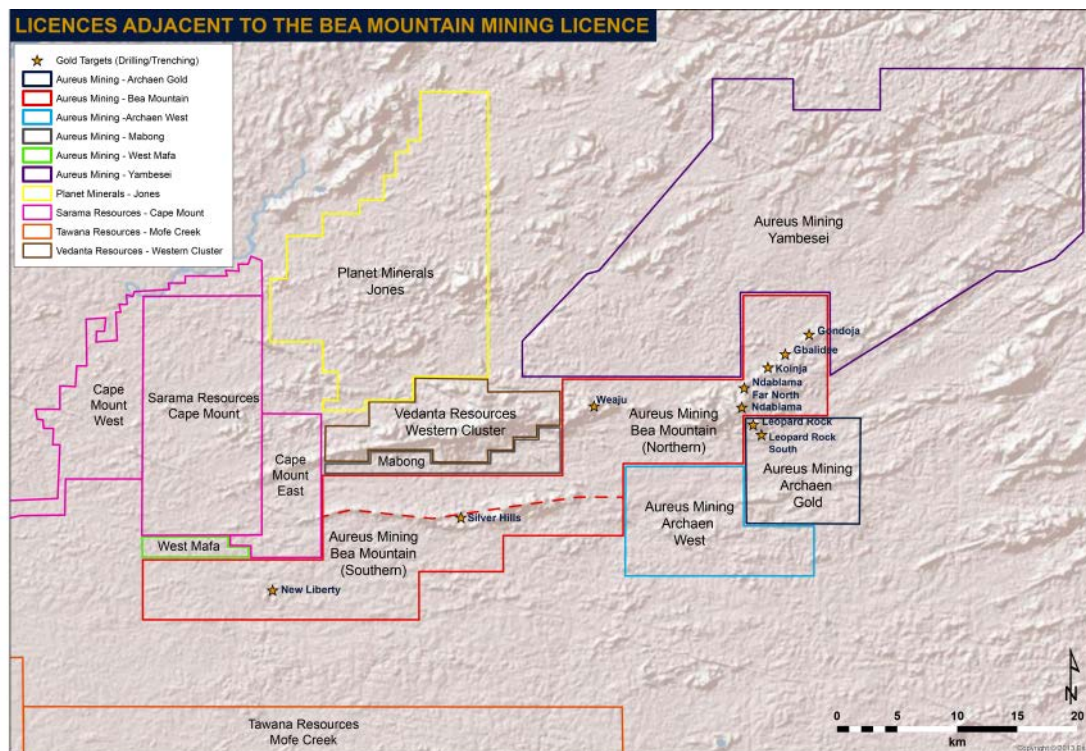 LICENCES ADJACENT TO THE BEA MOUNTAIN MINING LICENCE
Gold Targets (Drilling/Trenching)
Aureus Mining - Archaen Gold
Aureus Mining - Bea Mountain
Aureus Mining -Archaen West
Aureus Mining - Mabong
Aureus Mining - West Mafa
Aureus Mining - Yambesei
Planet Minerals - Jones
Sarama Resources - Cape Mount
Tawana Resources - Mofe Creek
Vedanta Resources - Western Cluster
Aureus Mining
Yambesei
Planet Minerals
Jones
Gondoja
Gbalidee
Koinja
Ndablama
Far North
Ndablama
Cape
Mount
West
Sarama Resources
Cape Mount
Vedanta Resources
Western Cluster
Weaju
Aureus Mining
Bea Mountain
(Northern)
Leopard Rock
Leopard Rock
South
Mabong
Cape
Mount
East
Aureus Mining
Archaen
Gold
Aureus Mining
Archaen
West
Silver Hills
West Mafa
Aureus Mining
Bea Mountain
(Southern)
New Liberty
Tawana Resources
Mofe Creek
N
0 5 10 15 20
km